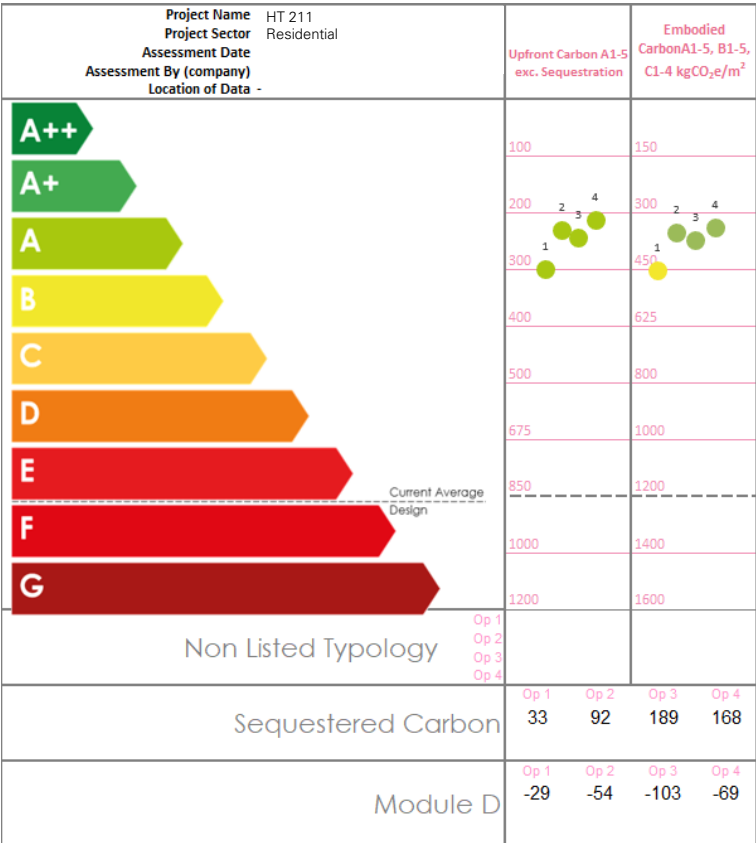 Project Name HT 211
Project Sector Residential
Assessment Date
Assessment By (company)
Location of Data -
Upfront Carbon A1-5
exc. Sequestration
Embodied
CarbonA1-5, B1-5,
C1-4 kgCO₂e/m²
A++
100
150
A+
200
300
1
2
3
4
1
2
3
4
A
300
450
B
400
625
C
500
800
D
675
1000
E
Current Average
850
1200
Design
F
1000
1400
G
1200
1600
Non Listed Typology
Op 1
Op 2
Op 3
Op 4
Op 1 Op 2 Op 3 Op 4
Sequestered Carbon 33 92 189 168
Op 1 Op 2 Op 3 Op 4
Module D -29 -54 -103 -69